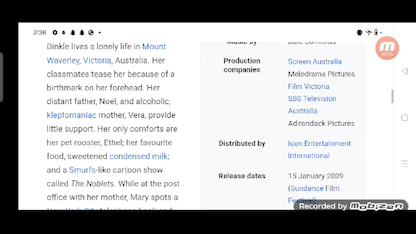 2:36
Dinkle lives a lonely life in Mount
Waverley, Victoria, Australia. Her
classmates tease her because of a
birthmark on her forehead. Her
distant father, Noel, and alcoholic,
kleptomaniac mother, Vera, provide
little support. Her only comforts are
her pet rooster, Ethel; her favourite
food, sweetened condensed milk;
and a Smurfs-like cartoon show
called The Noblets. While at the post
office with her mother, Mary spots a
Production
companies
Screen Australia
Melodrama Pictures
Film Victoria
SBS Television
Australia
Adirondack Pictures
Distributed by
Icon Entertainment
International
Release dates
15 January 2009
(Sundance Film
Festival)
Recorded by Mobizen